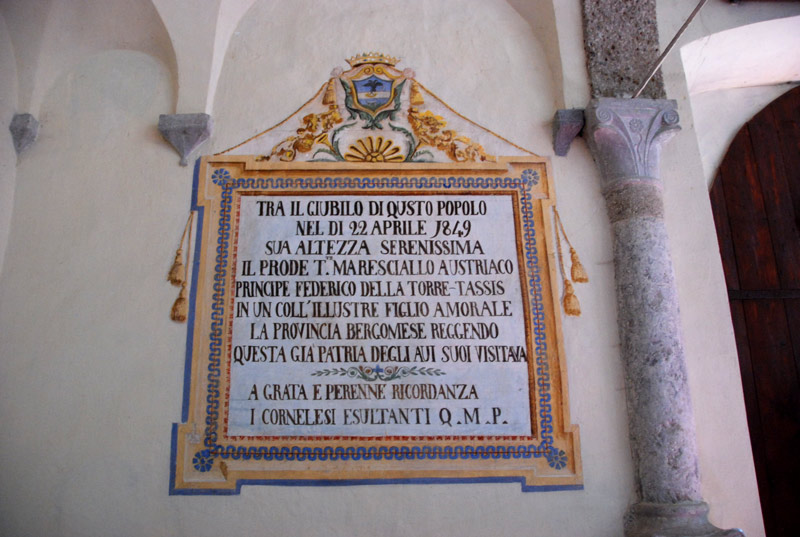 TRA IL GIUBILO DI QUSTO POPOLO
NEL DI 22 APRILE 1849
SUA ALTEZZA SERENISSIMA
IL PRODE T.TE MARESCIALLO AUSTRIACO
PRINCIPE FEDERICO DELLA TORRE-TASSIS
IN UN COLL'ILLUSTRE FIGLIO AMORALE
LA PROVINCIA BERGOMESE REGGENDO
QUESTA GIÀ PATRIA DEGLI AUI SUOI VISITAVA
A GRATA E PERENNE RICORDANZA
I CORNELESI ESULTANTI Q.M.P.